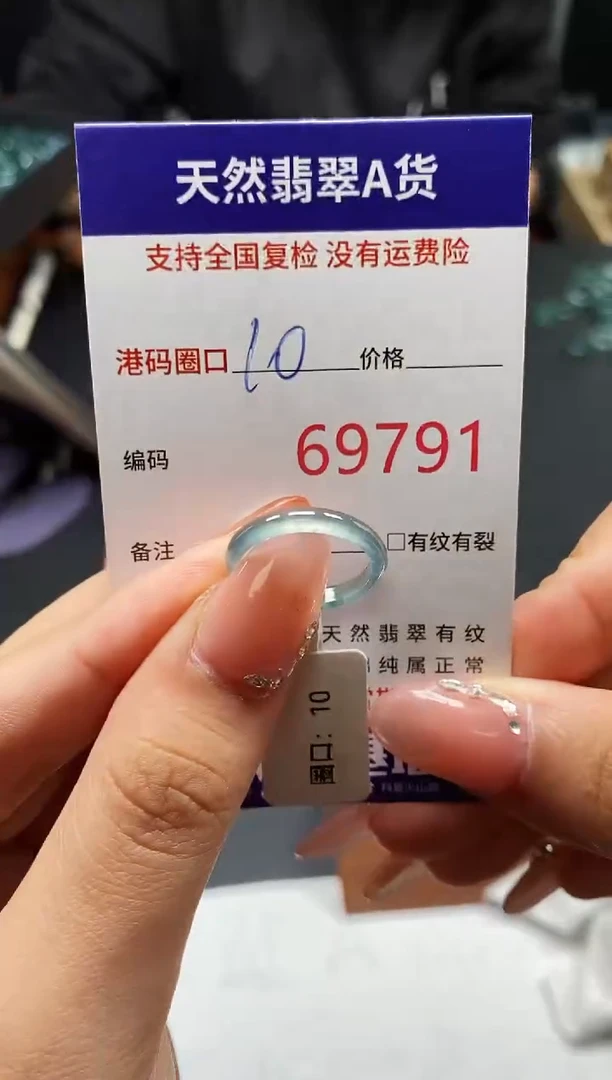 天然翡翠A货
支持全国复检 没有运费险
港码圈口 10 价格
编码 69791
备注 □有纹有裂
天然翡翠有纹
纯属正常
圈口：10